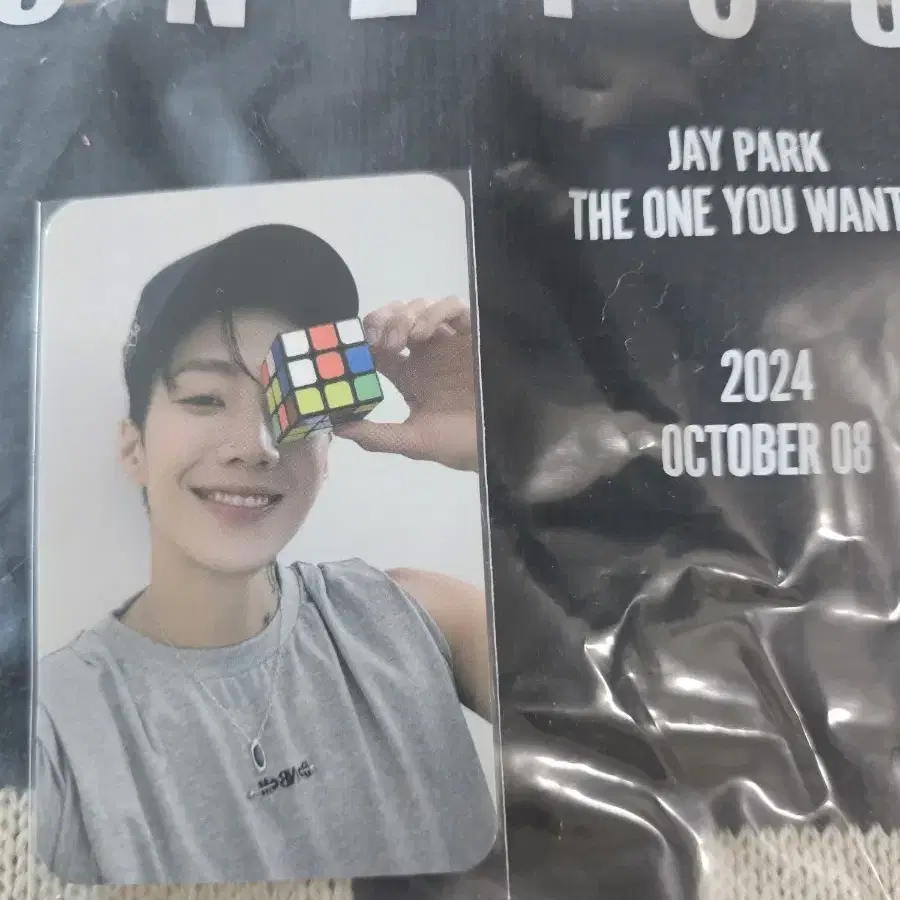 JAY PARK
THE ONE YOU WANT
2024
OCTOBER 08